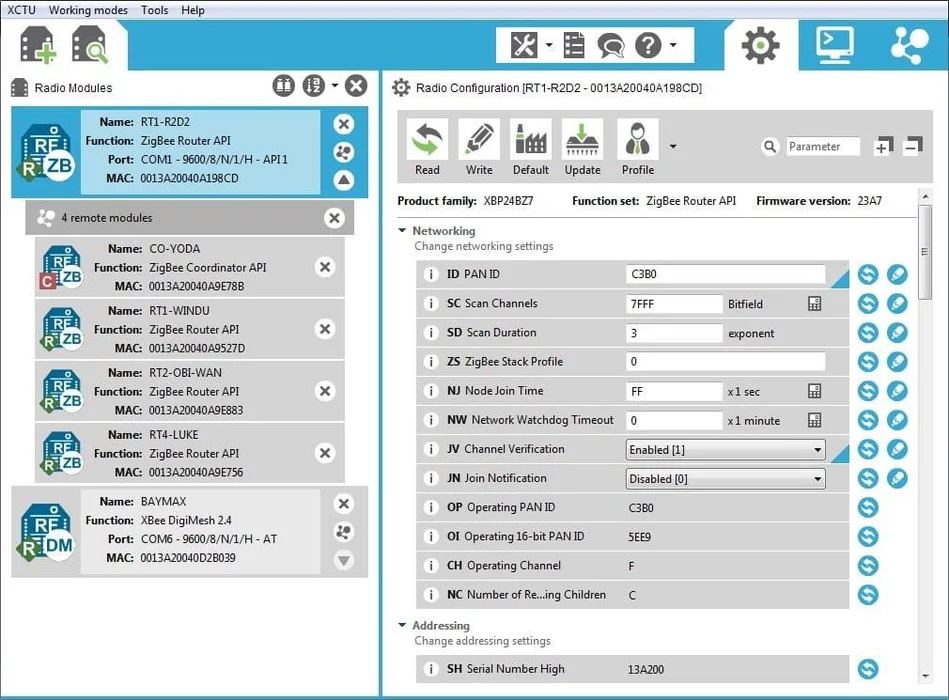 XCTU Working modes Tools Help
Radio Modules
Name: RT1-R2D2
Function: ZigBee Router API
Port: COM1 - 9600/8/N/1/H - API 1
MAC: 0013A20040A198CD
RF
R ZB
4 remote modules
Name: CO-YODA
Function: ZigBee Coordinator API
MAC: 0013A20040A9E78B
RF
C ZB
Name: RT1-WINDU
Function: ZigBee Router API
MAC: 0013A20040A9527D
RF
R ZB
Name: RT2-OBI-WAN
Function: ZigBee Router API
MAC: 0013A20040A9E883
RF
R ZB
Name: RT4-LUKE
Function: ZigBee Router API
MAC: 0013A20040A9E756
RF
R ZB
Name: BAYMAX
Function: XBee DigiMesh 2.4
Port: COM6 - 9600/8/N/1/H - AT
MAC: 0013A20040D2B039
RF
R DM
Radio Configuration [RT1-R2D2 - 0013A20040A198CD]
Read Write Default Update Profile
Parameter
Product family: XBP24BZ7 Function set: ZigBee Router API Firmware version: 23A7
Networking
Change networking settings
i ID PAN ID C3B0
i SC Scan Channels 7FFF Bitfield
i SD Scan Duration 3 exponent
i ZS ZigBee Stack Profile 0
i NJ Node Join Time FF x 1 sec
i NW Network Watchdog Timeout 0 x 1 minute
i JV Channel Verification Enabled [1]
i JN Join Notification Disabled [0]
i OP Operating PAN ID C3B0
i OI Operating 16-bit PAN ID 5EE9
i CH Operating Channel F
i NC Number of Re...ing Children C
Addressing
Change addressing settings
i SH Serial Number High 13A200